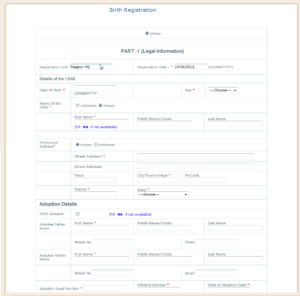 Birth Registration
Online
PART - I (Legal Information)
Registration Unit: Nagpur HQ Registration Date : * 29/08/2012 (DD/MM/YYYY)
Details of the Child
Date Of Birth * Sex * ---Choose---
DD/MM/YYYY
Name Of the Child * Unknown Known
First Name * Middle Name/Initials Last Name
(Fill NA if not available)
Permanent Address* Known Unknown
Street Address1 *
Street Address2
Taluk City/Town/Village * PinCode
District * State *
---Choose---
Adoption Details
Child Adopted (Fill NA if not available)
Adoptee Father Name First Name * Middle Name/Initials Last Name
Mobile No. Email
Adoptee Mother Name First Name * Middle Name/Initials Last Name
Mobile No. Email
Adoption Deed Number * Affidavit Number * Date of Adoption Deed *